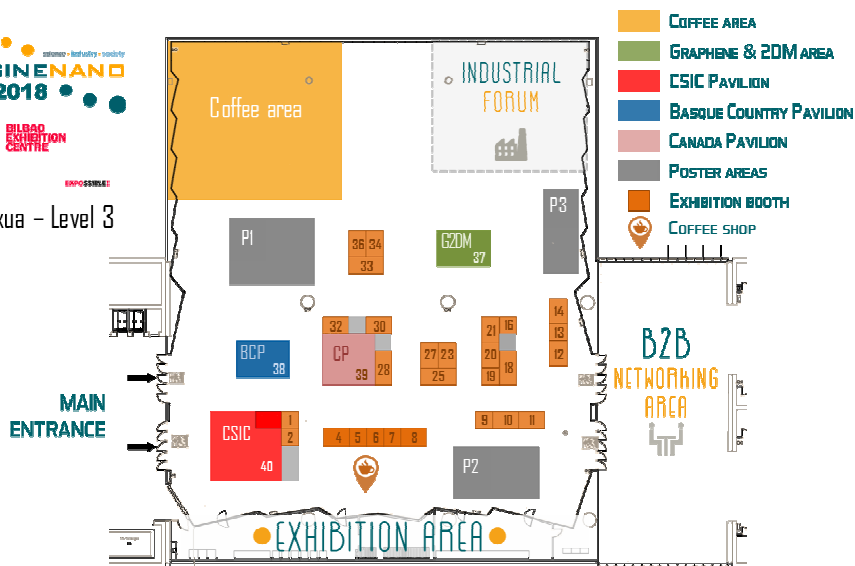 science - industry - society
GINENANO
2018
BILBAO
EXHIBITION
CENTRE
EXPOSSIBLE!
kua – Level 3
Coffee area
INDUSTRIAL
FORUM
COFFEE AREA
GRAPHENE & 2DM AREA
CSIC PAVILION
BASQUE COUNTRY PAVILION
CANADA PAVILION
POSTER AREAS
EXHIBITION BOOTH
COFFEE SHOP
P1
36 34
33
G2DM
37
P3
32 30
CP
39 28
BCP
38
27 23
25
21 16
20
19 18
14
13
12
B2B
NETWORKING
AREA
MAIN
ENTRANCE
CSIC
40
1
2
4 5 6 7 8
9 10 11
P2
EXHIBITION AREA